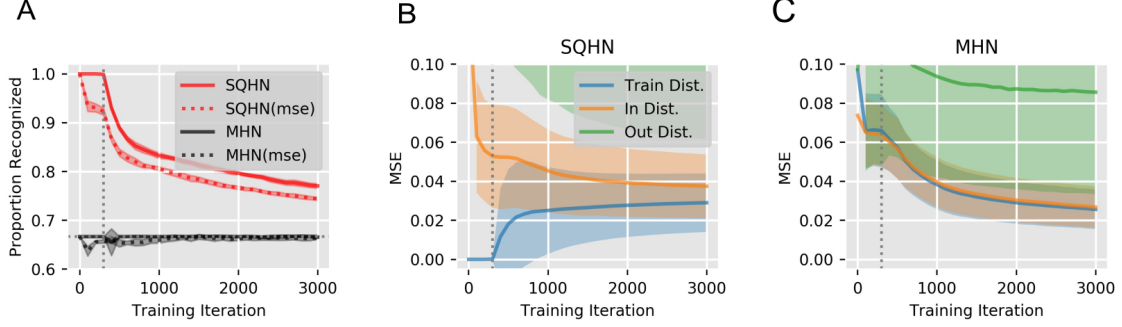 A
Proportion Recognized
1.0
0.9
0.8
0.7
0.6
SQHN
SQHN(mse)
MHN
MHN(mse)
0
1000
2000
3000
Training Iteration
B
SQHN
MSE
0.10
0.08
0.06
0.04
0.02
0.00
Train Dist.
In Dist.
Out Dist.
0
1000
2000
3000
Training Iteration
C
MHN
MSE
0.10
0.08
0.06
0.04
0.02
0.00
0
1000
2000
3000
Training Iteration